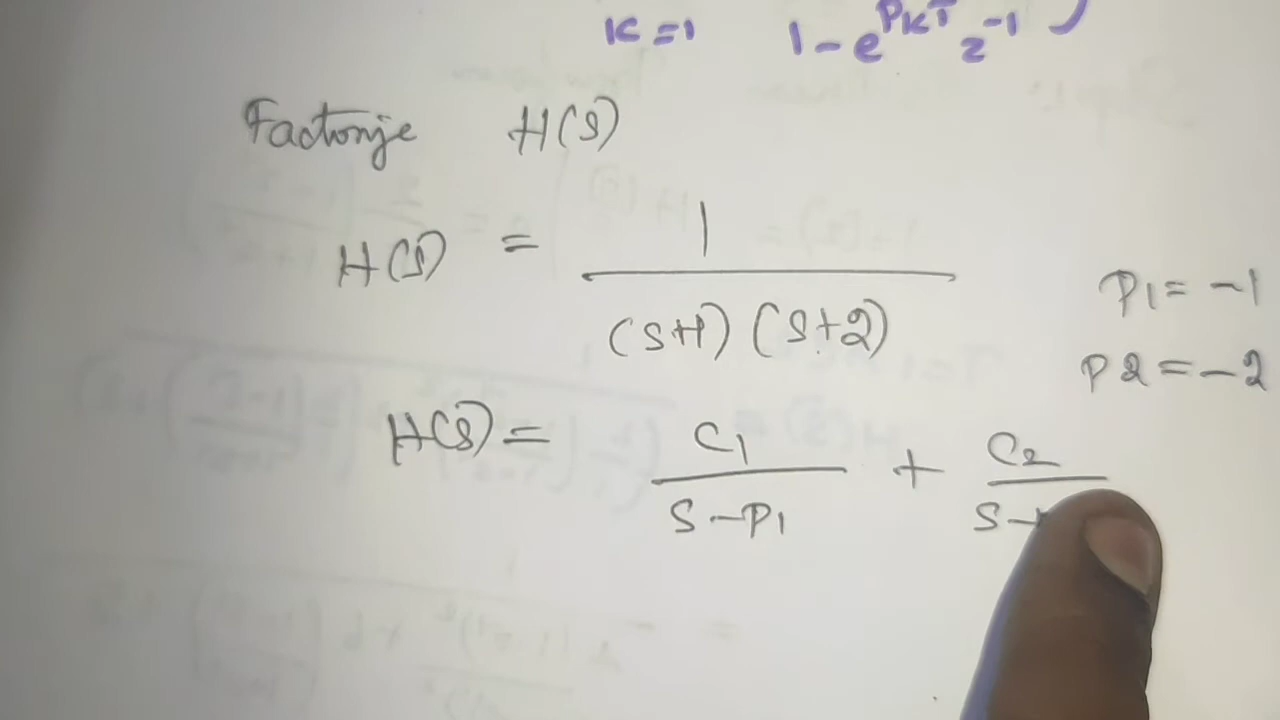 K=1 1-e^PKT z^-1 )
Factorize H(S)
H(S) = 1 / (S+1) (S+2)
P1 = -1
P2 = -2
H(S) = C1 / S-P1 + C2 / S-